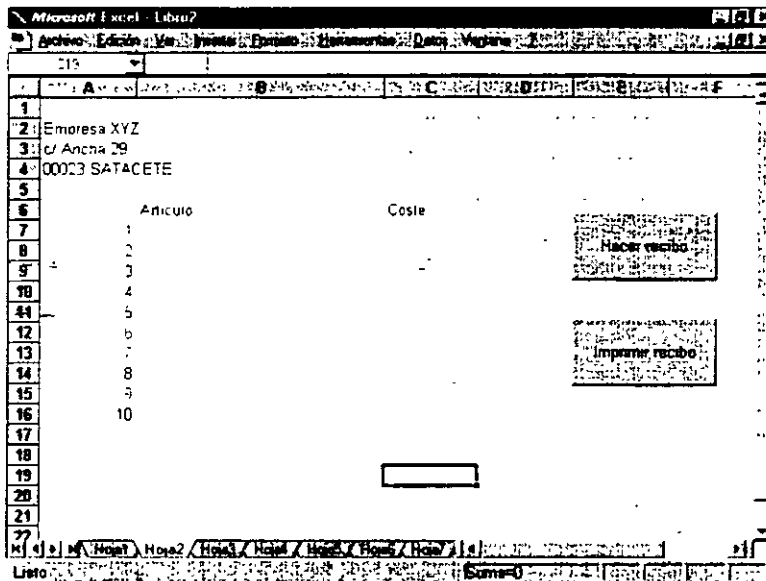 Microsoft Excel - Libro2
Archivo Edición Ver Insertar Formato Herramientas Datos Ventana ?
C19
A B C D E F
1
2 Empresa XYZ
3 c/ Ancha 29
4 00023 SATACETE
5
6 Articulo Coste
7 1
8 2 Hacer recibo
9 3
10 4
11 5
12 6
13 7 Imprimir recibo
14 8
15 9
16 10
17
18
19
20
21
22
Hoja1 Hoja2 Hoja3 Hoja4 Hoja5 Hoja6 Hoja7
Listo Suma=0